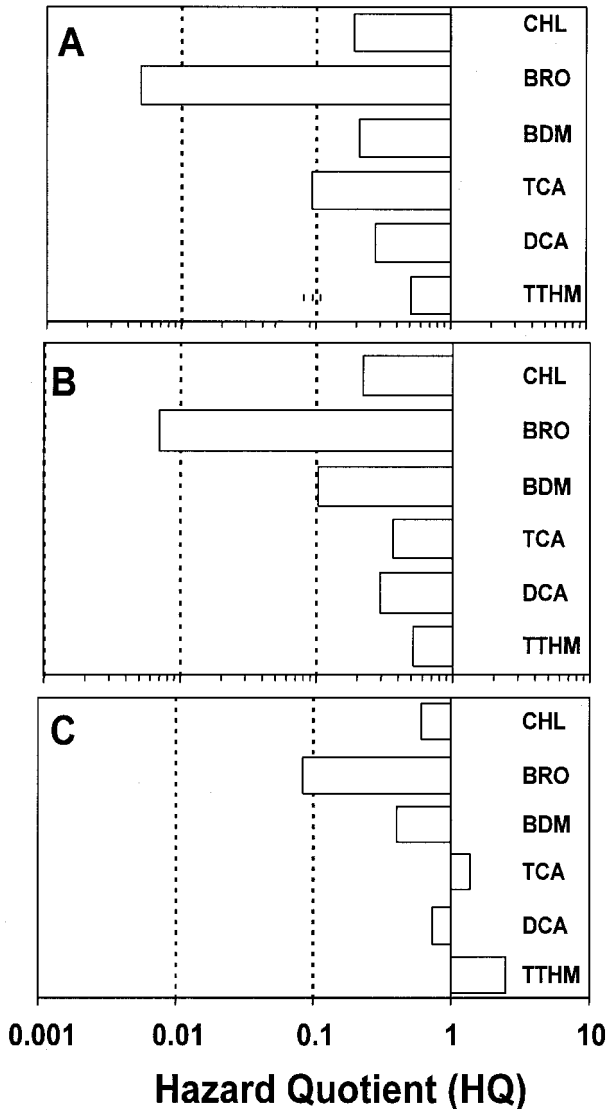 A
CHL
BRO
BDM
TCA
DCA
TTHM
B
CHL
BRO
BDM
TCA
DCA
TTHM
C
CHL
BRO
BDM
TCA
DCA
TTHM
0.001 0.01 0.1 1 10
Hazard Quotient (HQ)